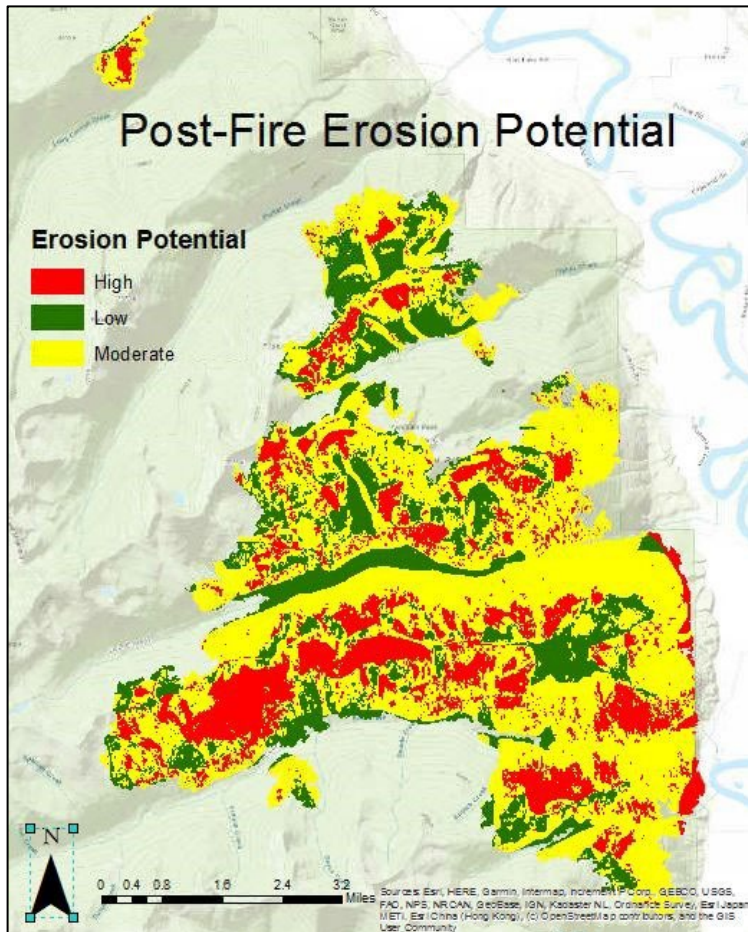 Post-Fire Erosion Potential
Erosion Potential
High
Low
Moderate
N
0 0.4 0.8 1.6 2.4 3.2
Miles
Sources: Esri, HERE, Garmin, Intermap, increment P Corp., GEBCO, USGS,
FAO, NPS, NRCAN, GeoBase, IGN, Kadaster NL, Ordnance Survey, Esri Japan,
METI, Esri China (Hong Kong), (c) OpenStreetMap contributors, and the GIS
User Community